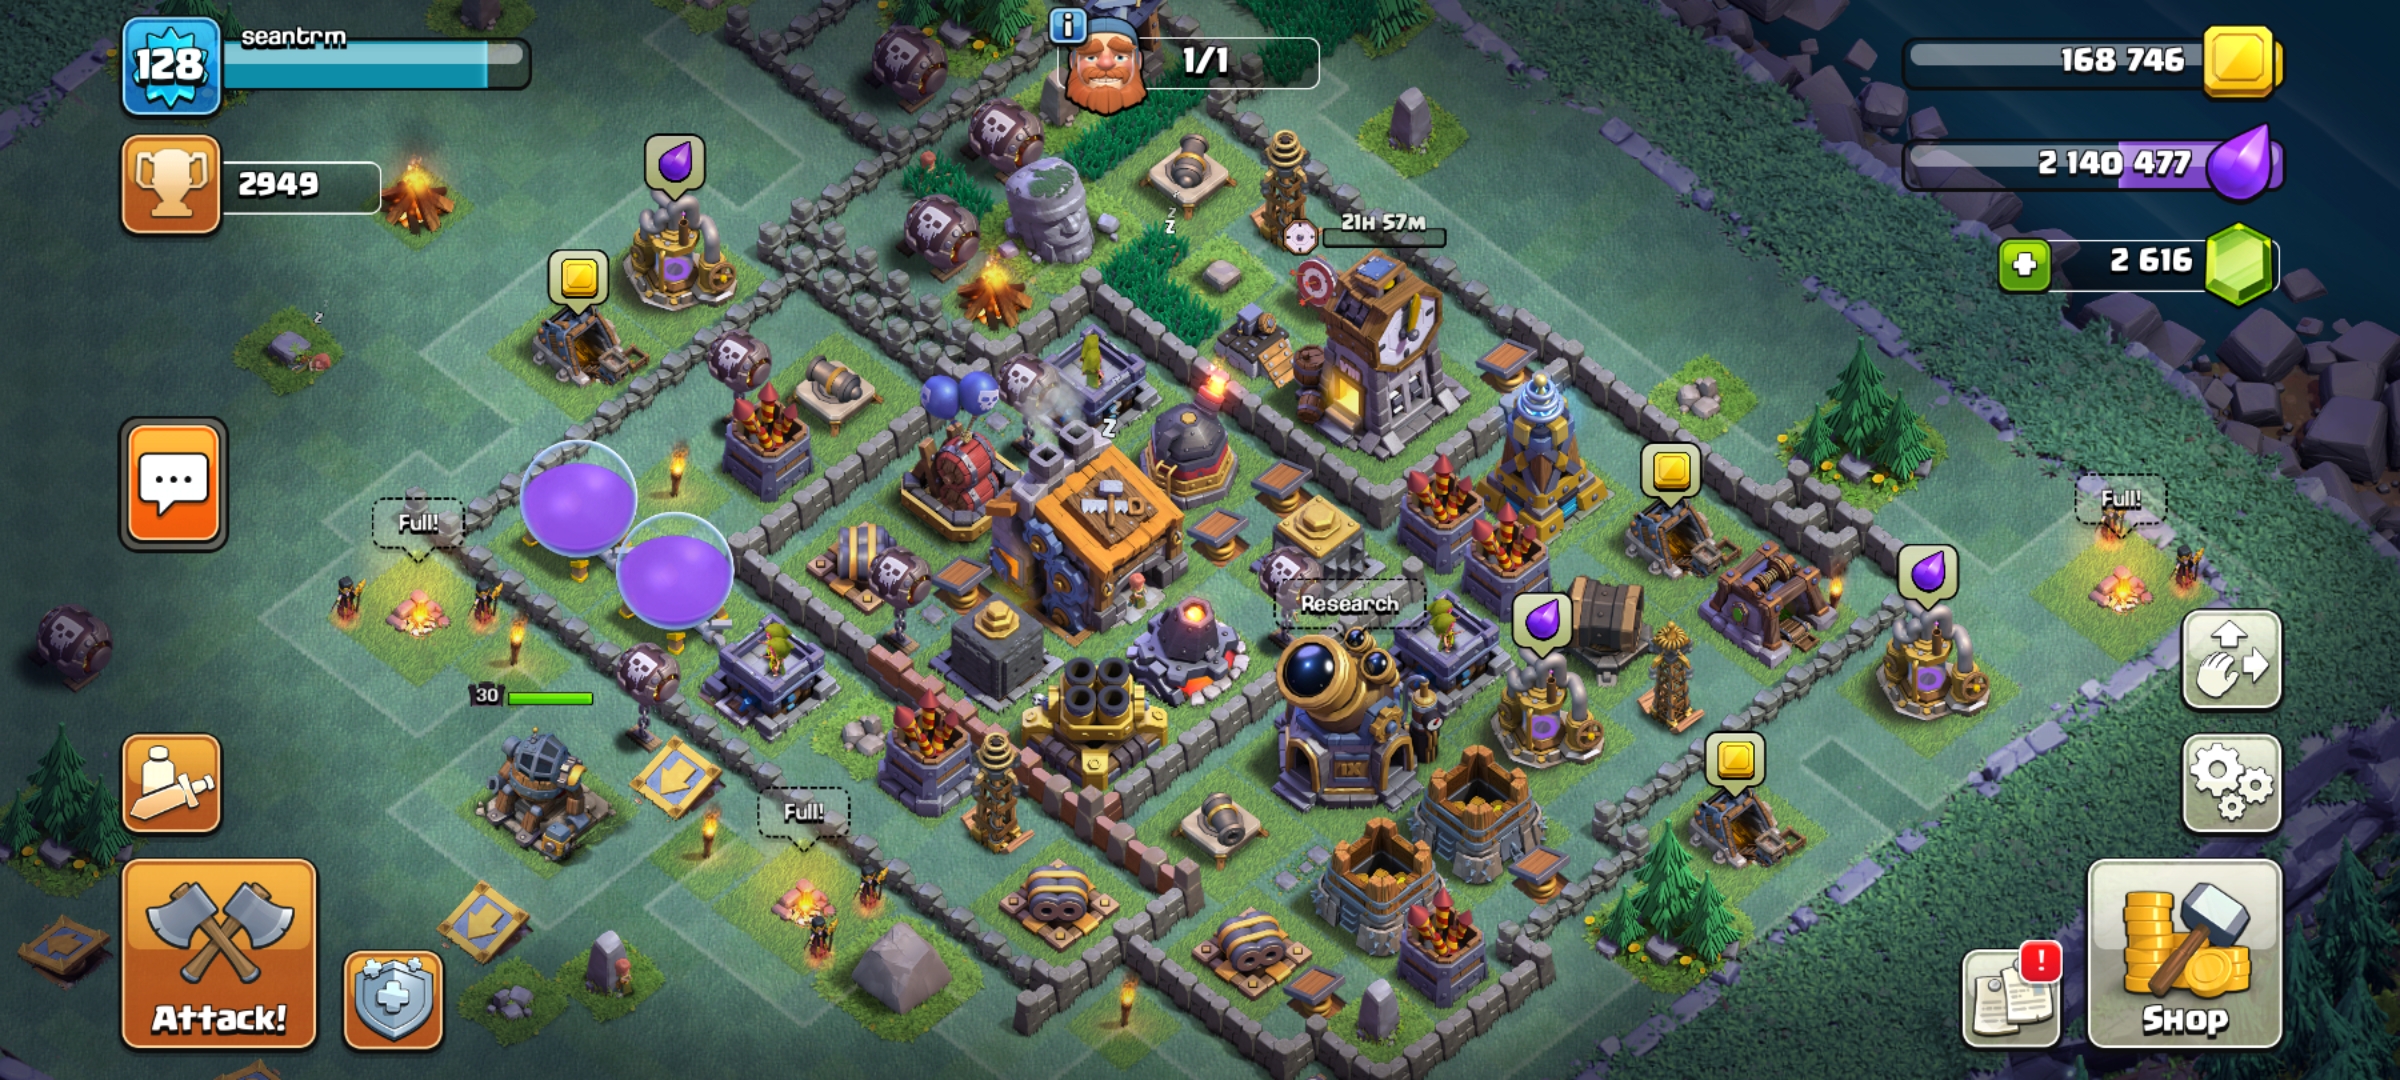 128
seantrm
1/1
168 746
2949
2 140 477
21H 57M
2 616
Full!
Full!
Research
30
IX
Full!
Attack!
!
Shop